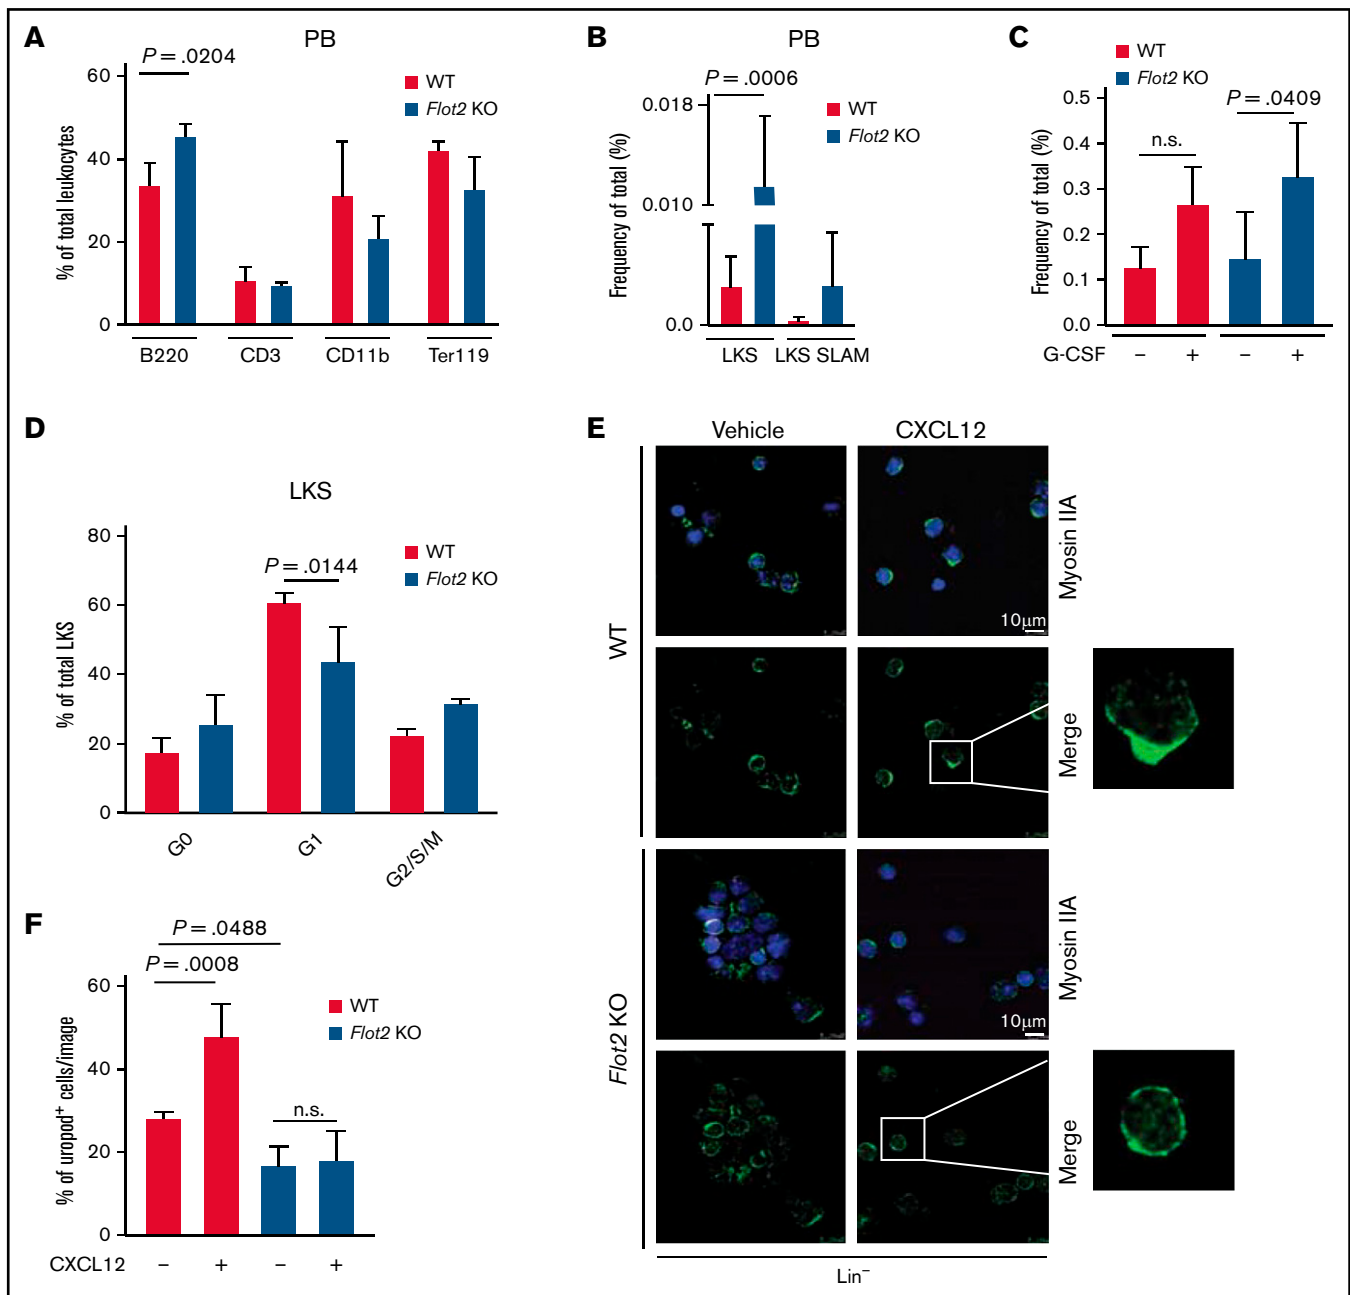 A
PB
P = .0204
60
40
20
0
% of total leukocytes
WT
Flot2 KO
B220
CD3
CD11b
Ter119
B
PB
P = .0006
0.018
0.010
0.0
Frequency of total (%)
WT
Flot2 KO
LKS
LKS SLAM
C
WT
Flot2 KO
P = .0409
n.s.
0.5
0.4
0.3
0.2
0.1
0.0
Frequency of total (%)
G-CSF
– + – +
D
LKS
WT
Flot2 KO
P = .0144
80
60
40
20
0
% of total LKS
G0
G1
G2/S/M
E
Vehicle
CXCL12
WT
Myosin IIA
10μm
Merge
Flot2 KO
Myosin IIA
10μm
Merge
Lin–
F
P = .0488
P = .0008
n.s.
WT
Flot2 KO
60
40
20
0
% of uropod+ cells/image
CXCL12
– + – +